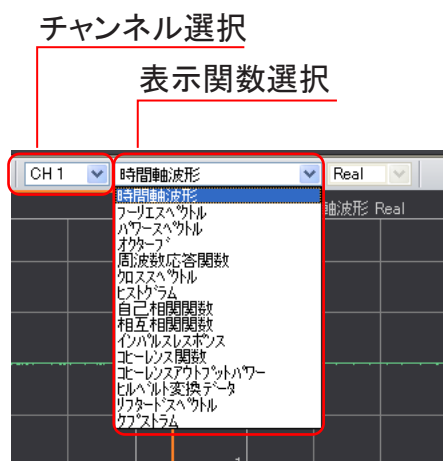 チャンネル選択
表示関数選択
CH 1 時間軸波形 Real
時間軸波形
軸波形 Real
フーリエスペクトル
パワースペクトル
オクターブ
周波数応答関数
クロススペクトル
ヒストグラム
自己相関関数
相互相関関数
インパルスレスポンス
コヒーレンス関数
コヒーレンスアウトプットパワー
ヒルベルト変換データ
リフタードスペクトル
ケプストラム
1